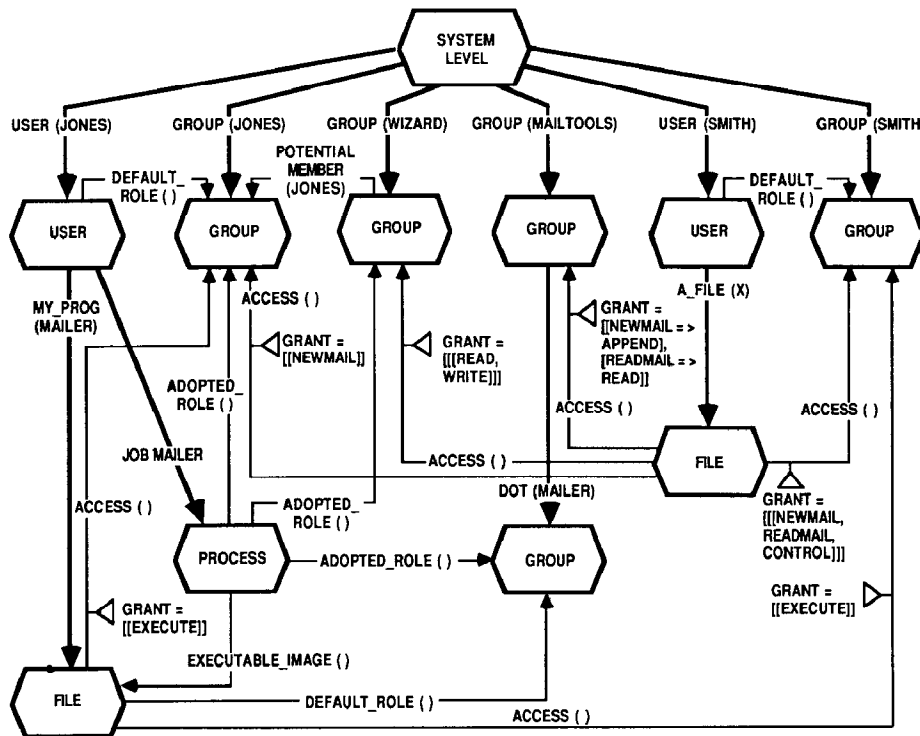 SYSTEM
LEVEL
USER (JONES)
GROUP (JONES)
GROUP (WIZARD)
GROUP (MAILTOOLS)
USER (SMITH)
GROUP (SMITH
DEFAULT_
ROLE ( )
POTENTIAL
MEMBER
(JONES)
DEFAULT_
ROLE ( )
USER
GROUP
GROUP
GROUP
USER
GROUP
MY_PROG
(MAILER)
ACCESS ( )
A_FILE (X)
GRANT =
[[NEWMAIL]]
GRANT =
[[[READ,
WRITE]]]
GRANT =
[[NEWMAIL = >
APPEND],
[READMAIL = >
READ]]
ADOPTED_
ROLE ( )
ACCESS ( )
ACCESS ( )
JOB MAILER
ACCESS ( )
FILE
DOT (MAILER)
ACCESS ( )
ADOPTED_
ROLE ( )
GRANT =
[[[NEWMAIL,
READMAIL,
CONTROL]]]
PROCESS
ADOPTED_ROLE ( )
GROUP
GRANT =
[[EXECUTE]]
GRANT =
[[EXECUTE]]
EXECUTABLE_IMAGE ( )
FILE
DEFAULT_ROLE ( )
ACCESS ( )